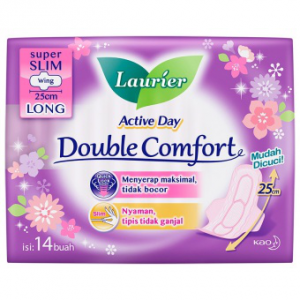 super
SLIM
wing
25cm
LONG
Laurier
Active Day
Double Comfort
Menyerap maksimal,
tidak bocor
Slim
Nyaman,
tipis tidak ganjal
Mudah
Dicuci!
25cm
isi: 14 buah
Kao